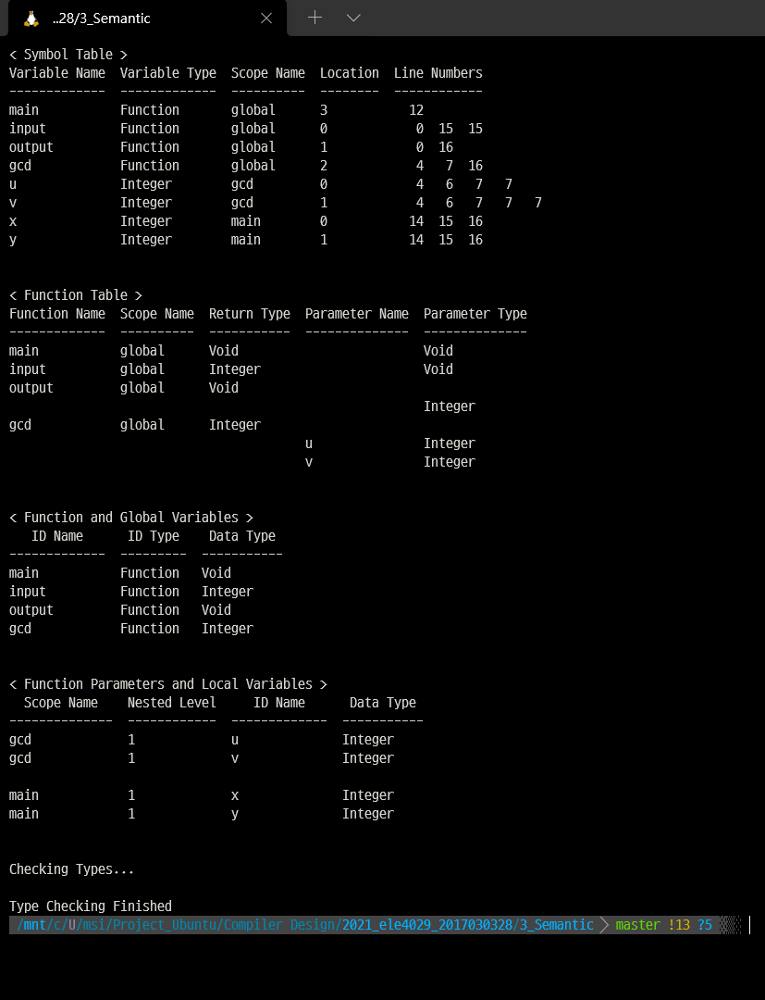 ..28/3_Semantic
< Symbol Table >
Variable Name  Variable Type  Scope Name  Location  Line Numbers
-------------  -------------  ----------  --------  ------------
main           Function       global      3           12
input          Function       global      0            0  15  15
output         Function       global      1            0  16
gcd            Function       global      2            4   7  16
u              Integer        gcd         0            4   6   7   7
v              Integer        gcd         1            4   6   7   7   7
x              Integer        main        0           14  15  16
y              Integer        main        1           14  15  16
< Function Table >
Function Name  Scope Name  Return Type  Parameter Name  Parameter Type
-------------  ----------  -----------  --------------  --------------
main           global      Void                         Void
input          global      Integer                      Void
output         global      Void
                                                        Integer
gcd            global      Integer
                                        u               Integer
                                        v               Integer
< Function and Global Variables >
   ID Name      ID Type    Data Type
-------------  ---------  -----------
main           Function   Void
input          Function   Integer
output         Function   Void
gcd            Function   Integer
< Function Parameters and Local Variables >
  Scope Name    Nested Level     ID Name      Data Type
--------------  ------------  -------------  -----------
gcd             1             u              Integer
gcd             1             v              Integer
main            1             x              Integer
main            1             y              Integer
Checking Types...
Type Checking Finished
/mnt/c/U/msi/Project_Ubuntu/Compiler Design/2021_ele4029_2017030328/3_Semantic master !13 ?5